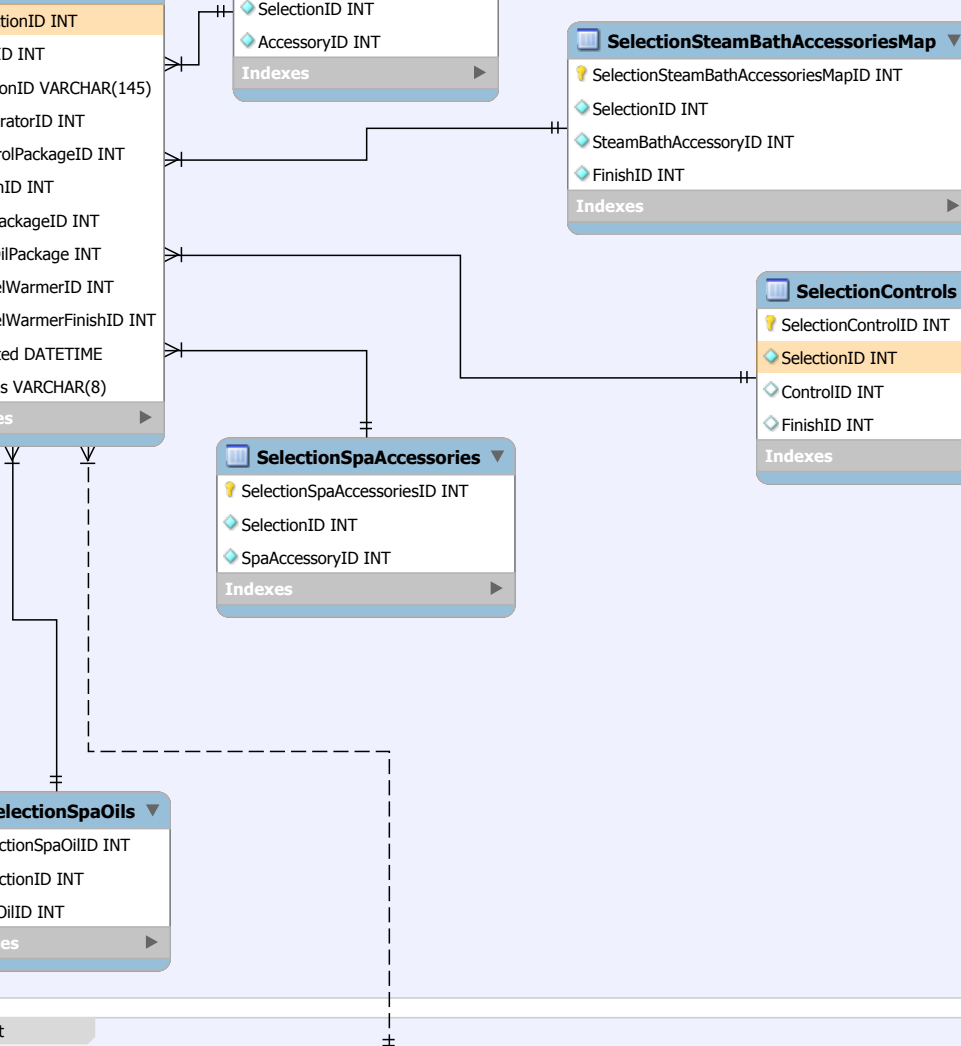 tionID INT
ID INT
onID VARCHAR(145)
ratorID INT
rolPackageID INT
nID INT
ackageID INT
ilPackage INT
elWarmerID INT
elWarmerFinishID INT
ted DATETIME
s VARCHAR(8)
es
SelectionID INT
AccessoryID INT
Indexes
SelectionSteamBathAccessoriesMap
SelectionSteamBathAccessoriesMapID INT
SelectionID INT
SteamBathAccessoryID INT
FinishID INT
Indexes
SelectionControls
SelectionControlID INT
SelectionID INT
ControlID INT
FinishID INT
Indexes
SelectionSpaAccessories
SelectionSpaAccessoriesID INT
SelectionID INT
SpaAccessoryID INT
Indexes
electionSpaOils
ctionSpaOilID INT
ctionID INT
OilID INT
es
t